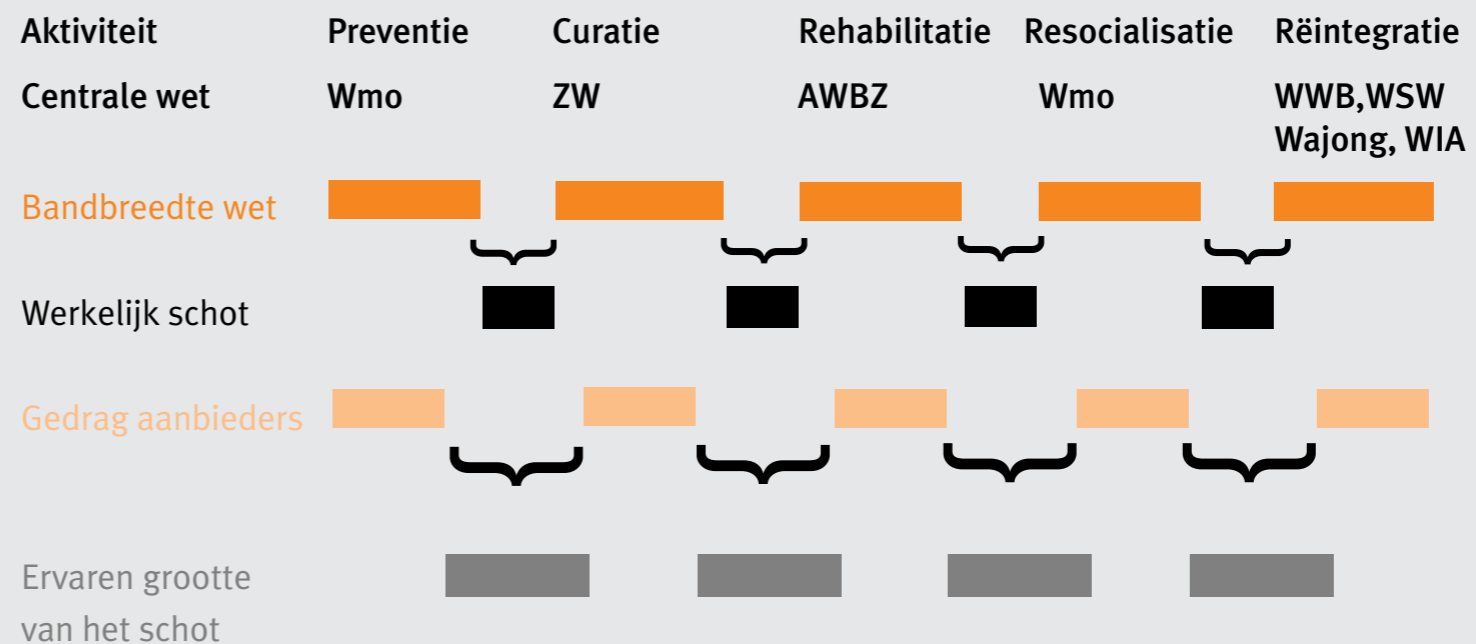 Aktiviteit Preventie Curatie Rehabilitatie Resocialisatie Rëintegratie
Centrale wet Wmo ZW AWBZ Wmo WWB,WSW
Wajong, WIA
Bandbreedte wet
Werkelijk schot
Gedrag aanbieders
Ervaren grootte
van het schot